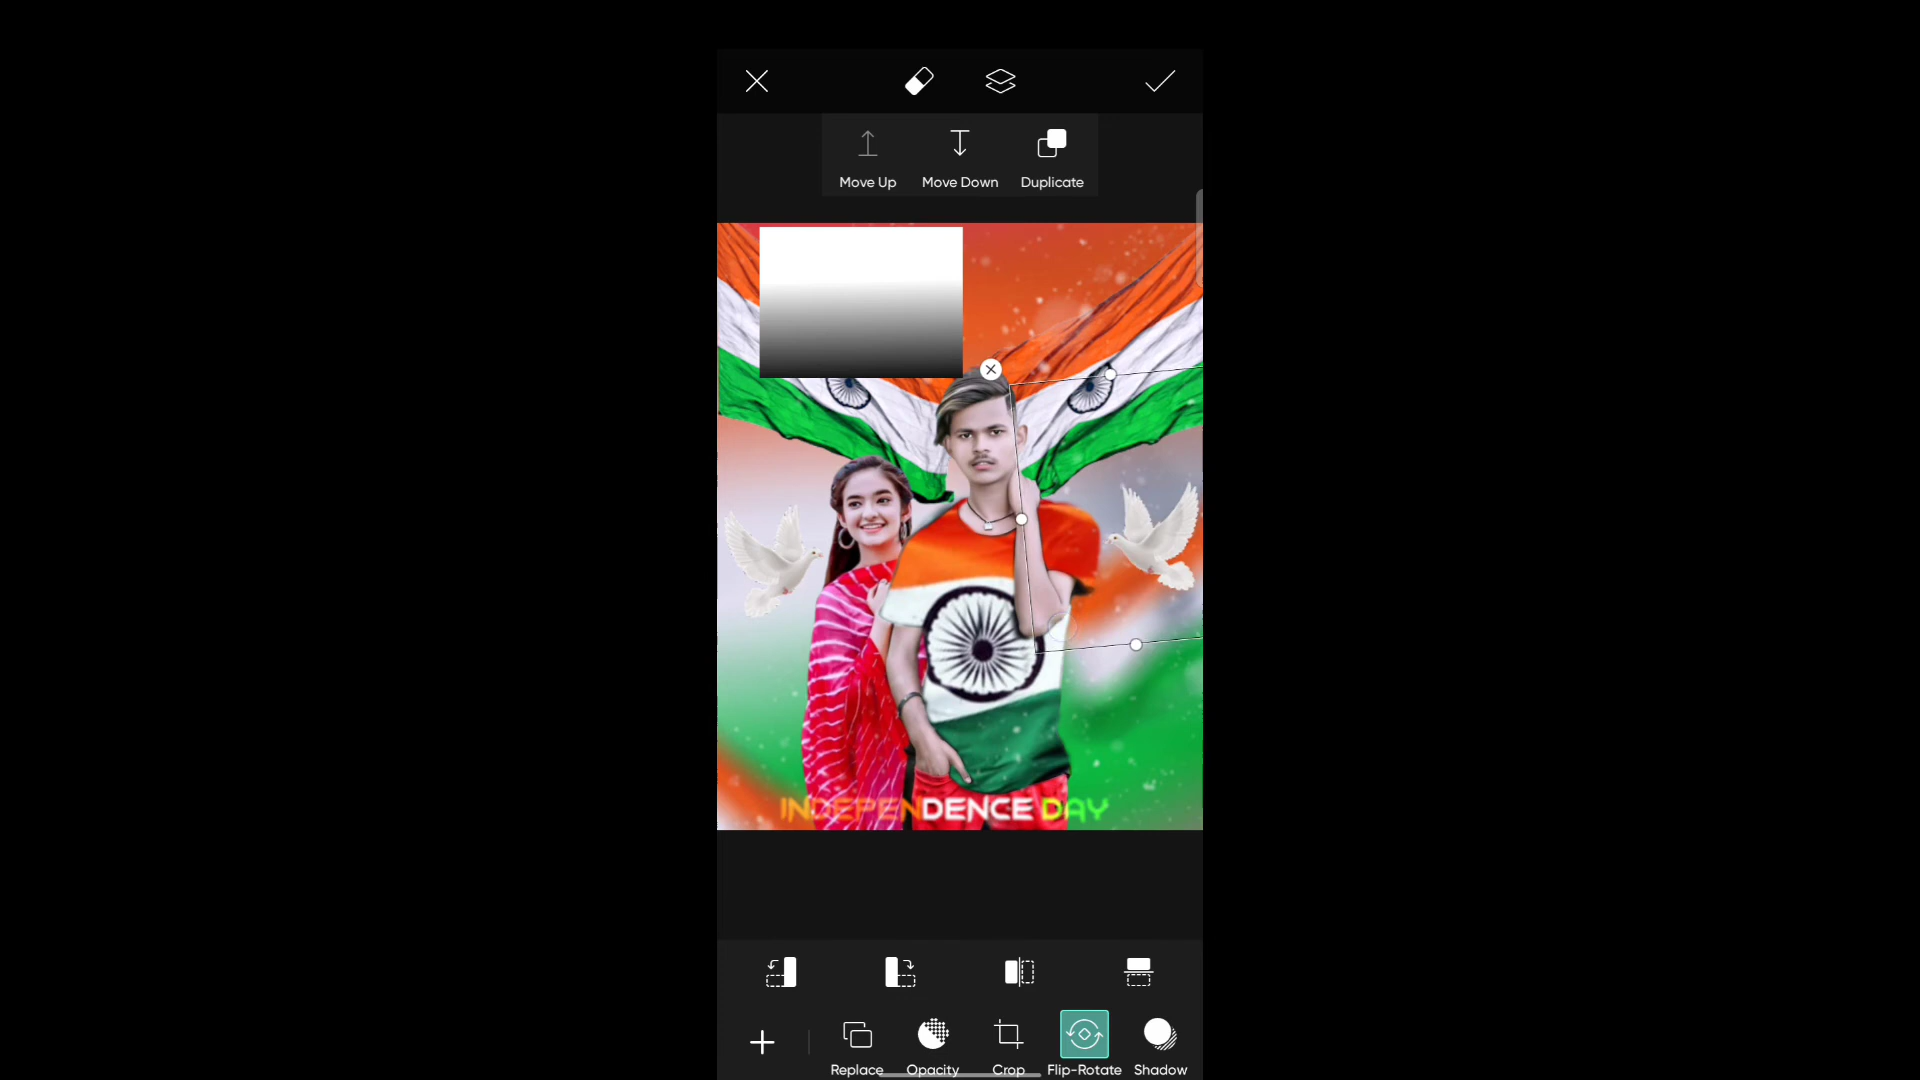 Move Up Move Down Duplicate
INDEPENDENCE DAY
Replace Opacity Crop Flip-Rotate Shadow